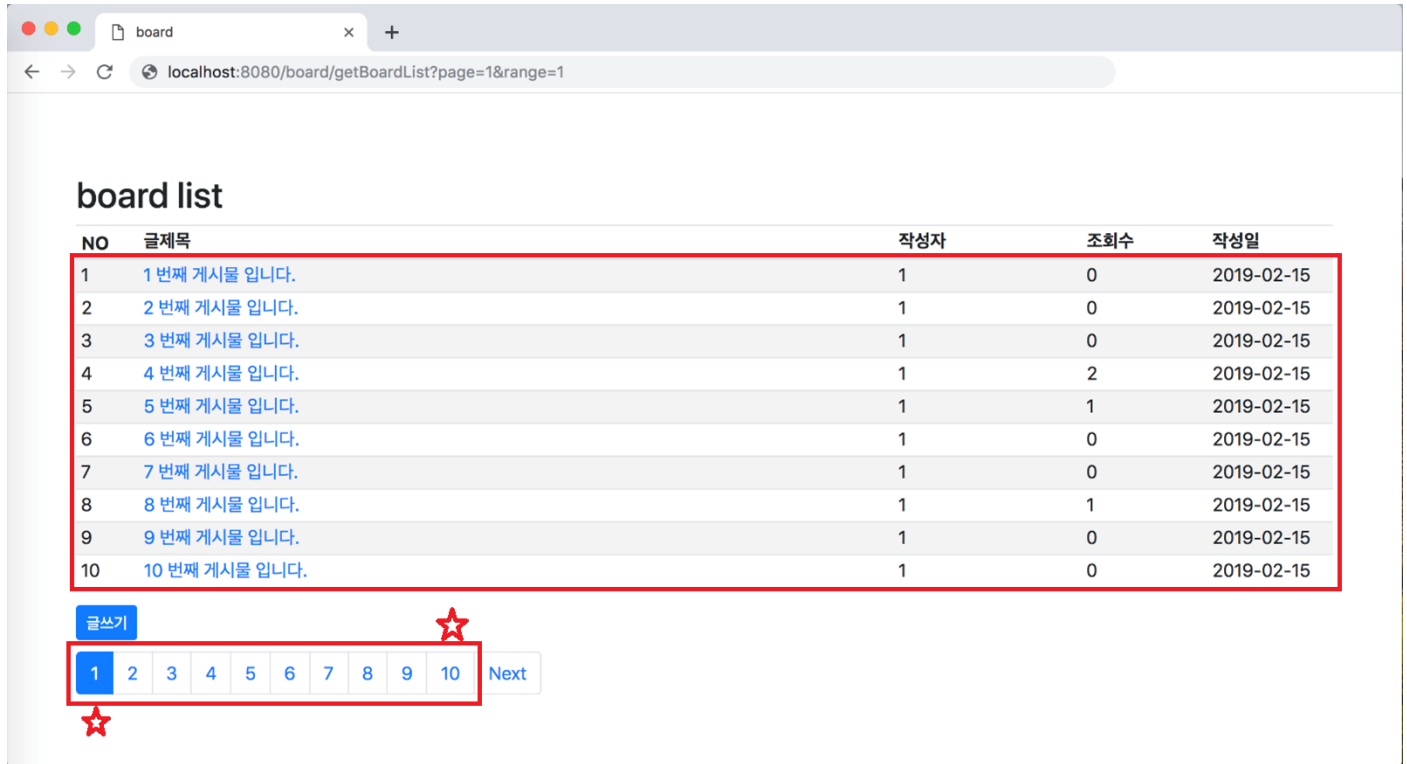 board
localhost:8080/board/getBoardList?page=1&range=1
board list
NO 글제목 작성자 조회수 작성일
1 1 번째 게시물 입니다. 1 0 2019-02-15
2 2 번째 게시물 입니다. 1 0 2019-02-15
3 3 번째 게시물 입니다. 1 0 2019-02-15
4 4 번째 게시물 입니다. 1 2 2019-02-15
5 5 번째 게시물 입니다. 1 1 2019-02-15
6 6 번째 게시물 입니다. 1 0 2019-02-15
7 7 번째 게시물 입니다. 1 0 2019-02-15
8 8 번째 게시물 입니다. 1 1 2019-02-15
9 9 번째 게시물 입니다. 1 0 2019-02-15
10 10 번째 게시물 입니다. 1 0 2019-02-15
글쓰기
1 2 3 4 5 6 7 8 9 10 Next